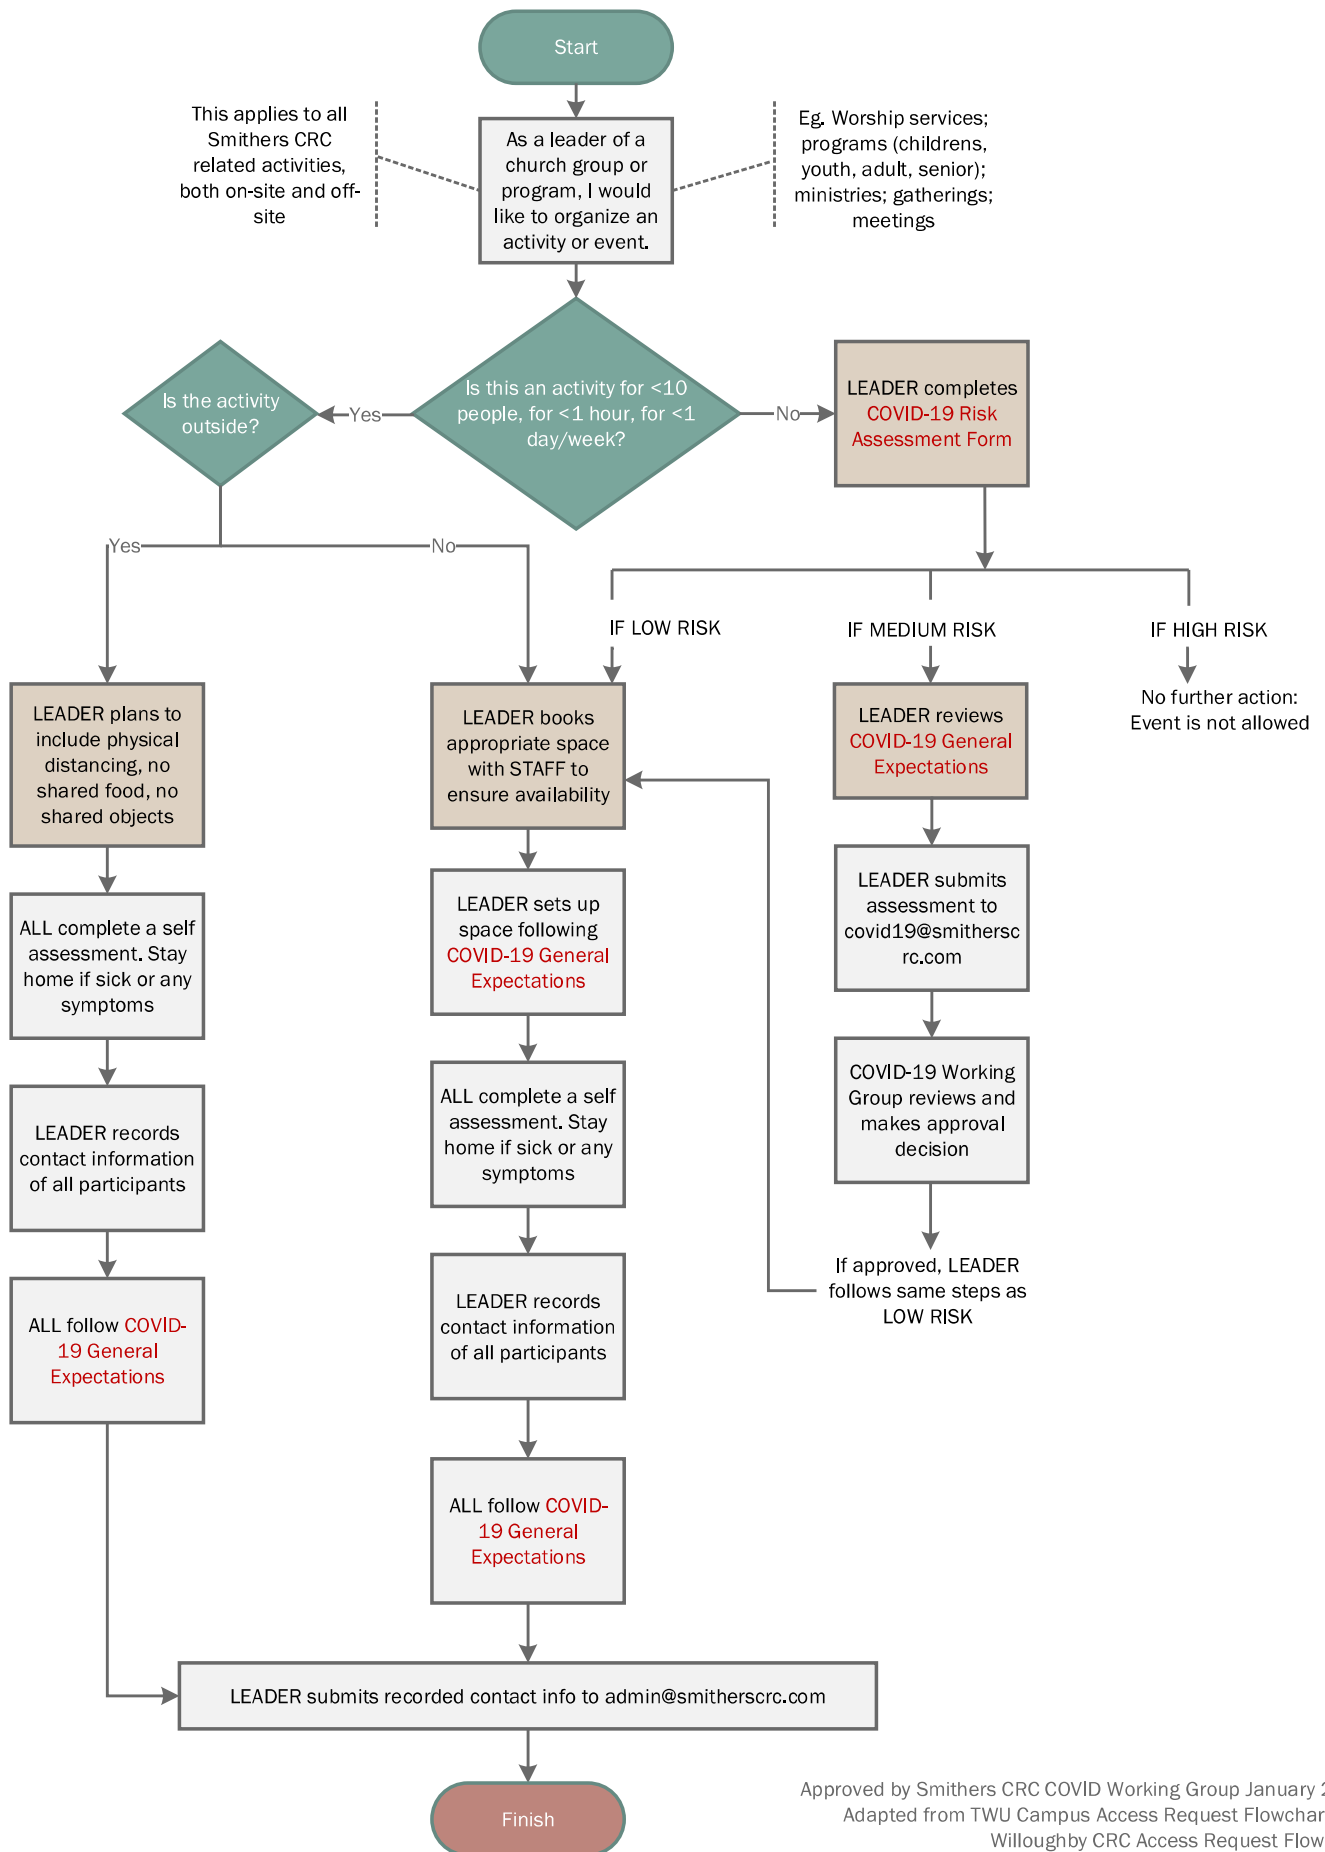 Start
This applies to all
Smithers CRC
related activities,
both on-site and off-
site
As a leader of a
church group or
program, I would
like to organize an
activity or event.
Eg. Worship services;
programs (childrens,
youth, adult, senior);
ministries; gatherings;
meetings
Is the activity
outside?
Yes
Is this an activity for <10
people, for <1 hour, for <1
day/week?
No
LEADER completes
COVID-19 Risk
Assessment Form
Yes
No
IF LOW RISK
IF MEDIUM RISK
IF HIGH RISK
LEADER plans to
include physical
distancing, no
shared food, no
shared objects
LEADER books
appropriate space
with STAFF to
ensure availability
LEADER reviews
COVID-19 General
Expectations
No further action:
Event is not allowed
ALL complete a self
assessment. Stay
home if sick or any
symptoms
LEADER sets up
space following
COVID-19 General
Expectations
LEADER submits
assessment to
covid19@smithersc
rc.com
LEADER records
contact information
of all participants
ALL complete a self
assessment. Stay
home if sick or any
symptoms
COVID-19 Working
Group reviews and
makes approval
decision
ALL follow COVID-
19 General
Expectations
LEADER records
contact information
of all participants
If approved, LEADER
follows same steps as
LOW RISK
ALL follow COVID-
19 General
Expectations
LEADER submits recorded contact info to admin@smitherscrc.com
Finish
Approved by Smithers CRC COVID Working Group January
Adapted from TWU Campus Access Request
Willoughby CRC Access Request